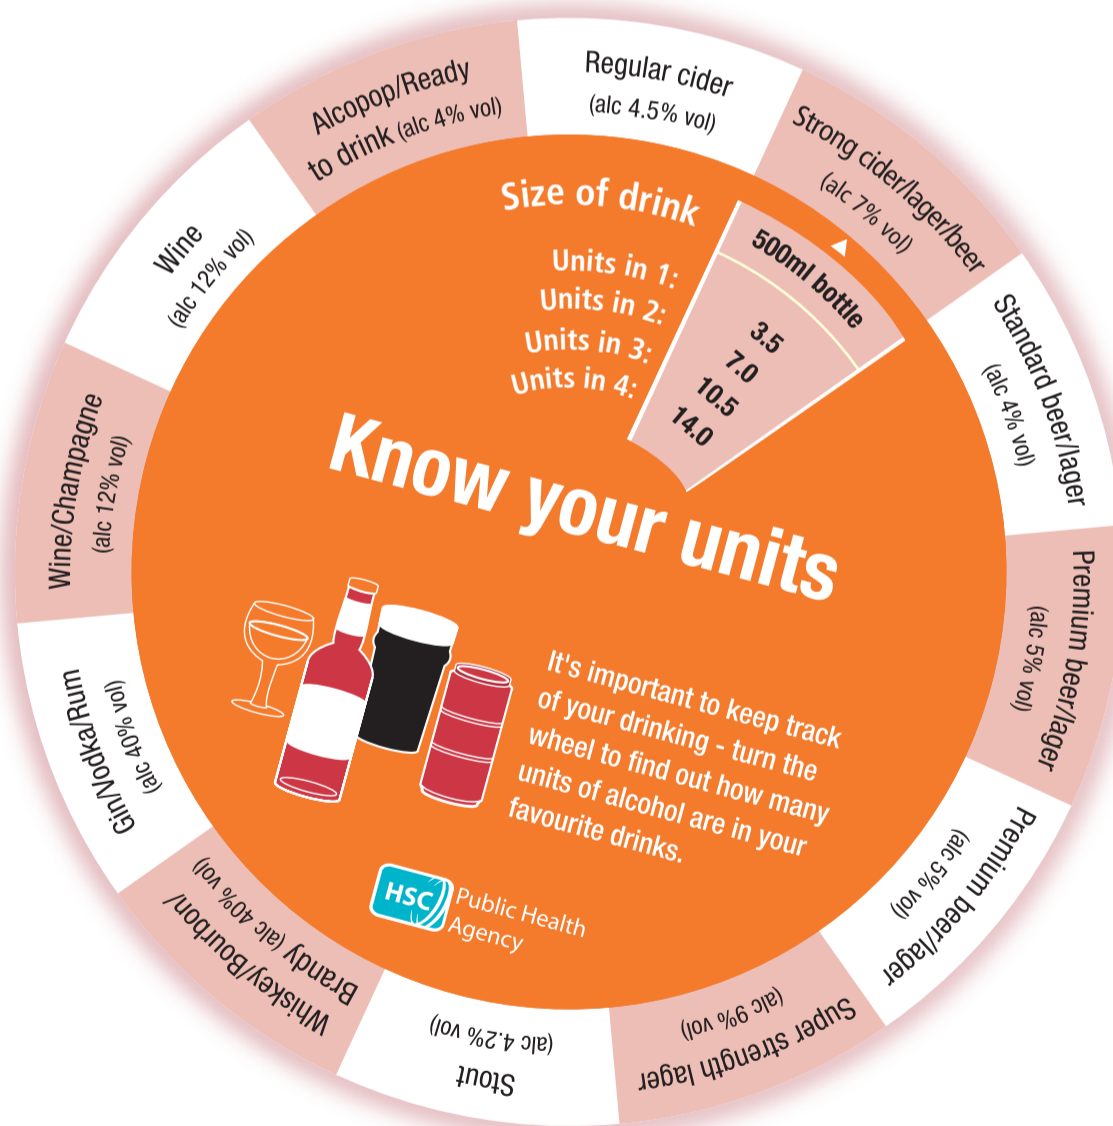 Regular cider
(alc 4.5% vol)
Strong cider/lager/beer
(alc 7% vol)
Standard beer/lager
(alc 4% vol)
Premium beer/lager
(alc 5% vol)
Premium beer/lager
(alc 5% vol)
Super strength lager
(alc 9% vol)
Stout
(alc 4.2% vol)
Whiskey/Bourbon/
Brandy (alc 40% vol)
Gin/Vodka/Rum
(alc 40% vol)
Wine/Champagne
(alc 12% vol)
Wine
(alc 12% vol)
Alcopop/Ready
to drink (alc 4% vol)
Size of drink
500ml bottle
Units in 1: 3.5
Units in 2: 7.0
Units in 3: 10.5
Units in 4: 14.0
Know your units
It's important to keep track
of your drinking - turn the
wheel to find out how many
units of alcohol are in your
favourite drinks.
HSC Public Health
Agency